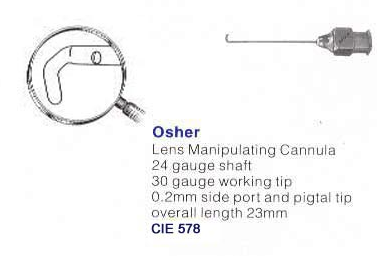 Osher
Lens Manipulating Cannula
24 gauge shaft
30 gauge working tip
0.2mm side port and pigtal tip
overall length 23mm
CIE 578